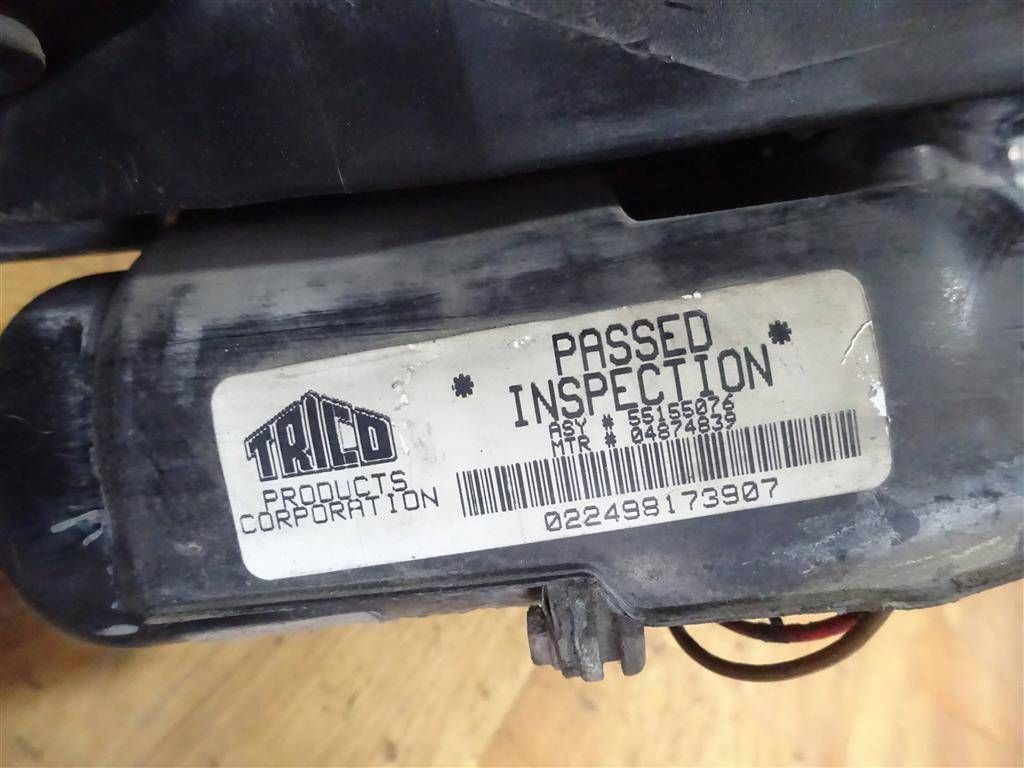 TRICO
PRODUCTS
CORPORATION
* PASSED *
INSPECTION
ASY # 55155076
MTR # 04874839
022498173907